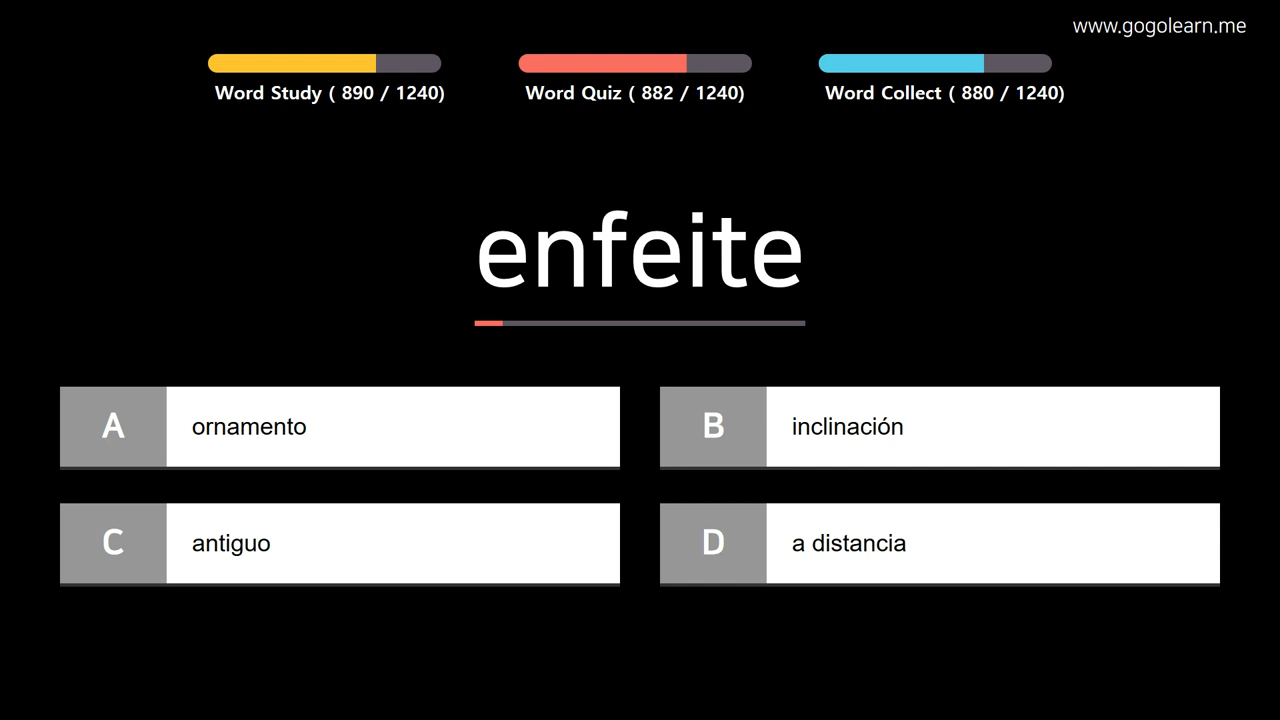 www.gogolearn.me
Word Study ( 890 / 1240)
Word Quiz ( 882 / 1240)
Word Collect ( 880 / 1240)
enfeite
A ornamento
B inclinación
C antiguo
D a distancia